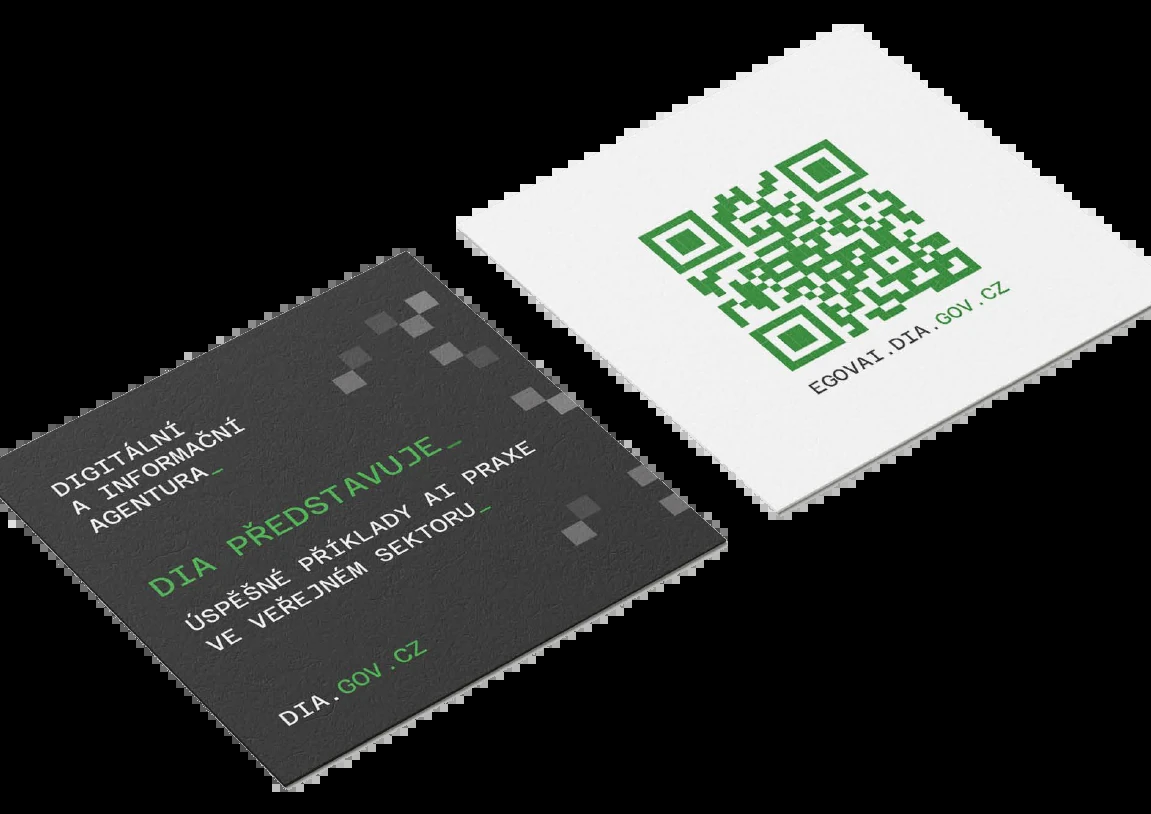 DIGITÁLNÍ
A INFORMAČNÍ
AGENTURA_
DIA PŘEDSTAVUJE_
ÚSPĚŠNÉ PŘÍKLADY AI PRAXE
VE VEŘEJNÉM SEKTORU_
DIA.GOV.CZ
EGOVAI.DIA.GOV.CZ